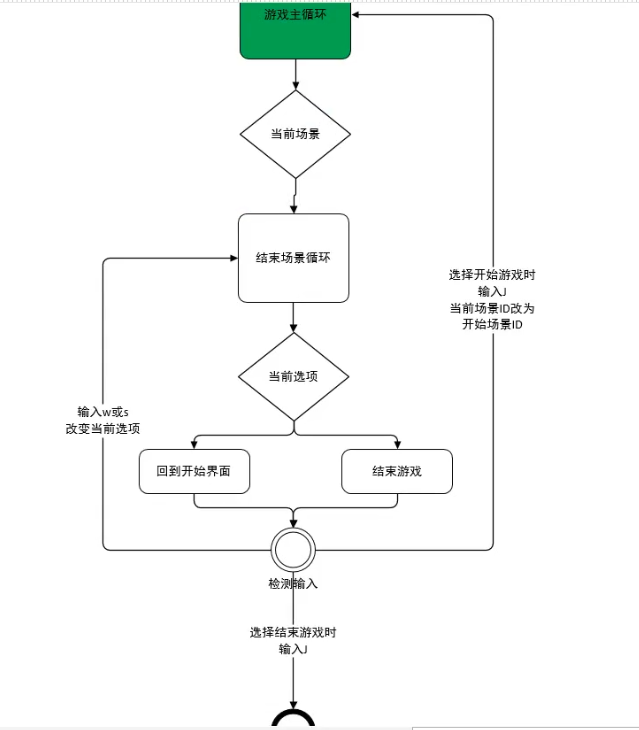 游戏主循环
当前场景
结束场景循环
选择开始游戏时
输入J
当前场景ID改为
开始场景ID
当前选项
输入w或s
改变当前选项
回到开始界面
结束游戏
检测输入
选择结束游戏时
输入J